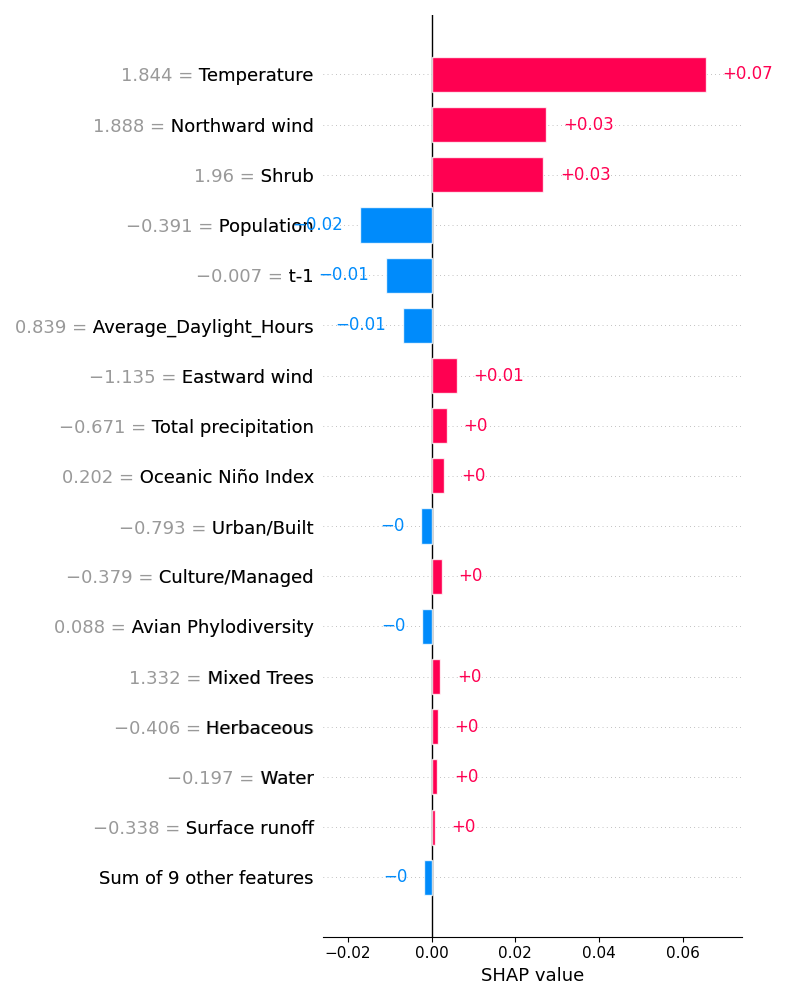 1.844 = Temperature +0.07
1.888 = Northward wind +0.03
1.96 = Shrub +0.03
−0.391 = Population −0.02
−0.007 = t-1 −0.01
0.839 = Average_Daylight_Hours −0.01
−1.135 = Eastward wind +0.01
−0.671 = Total precipitation +0
0.202 = Oceanic Niño Index +0
−0.793 = Urban/Built −0
−0.379 = Culture/Managed +0
0.088 = Avian Phylodiversity −0
1.332 = Mixed Trees +0
−0.406 = Herbaceous +0
−0.197 = Water +0
−0.338 = Surface runoff +0
Sum of 9 other features −0
−0.02 0.00 0.02 0.04 0.06
SHAP value